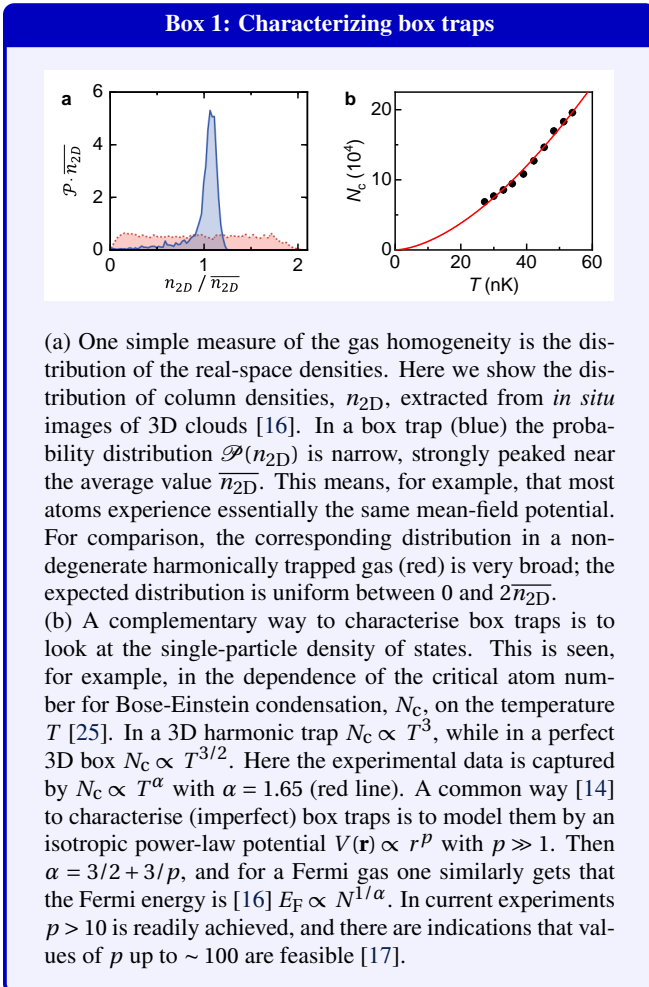 Box 1: Characterizing box traps
a
b
6
4
2
0
𝒫 · n̅2D̅
0
1
2
n2D / n̅2D̅
20
10
0
Nc (10⁴)
0
20
40
60
T (nK)
(a) One simple measure of the gas homogeneity is the dis-
tribution of the real-space densities. Here we show the dis-
tribution of column densities, n2D, extracted from in situ
images of 3D clouds [16]. In a box trap (blue) the proba-
bility distribution 𝒫(n2D) is narrow, strongly peaked near
the average value n̅2D̅. This means, for example, that most
atoms experience essentially the same mean-field potential.
For comparison, the corresponding distribution in a non-
degenerate harmonically trapped gas (red) is very broad; the
expected distribution is uniform between 0 and 2n̅2D̅.
(b) A complementary way to characterise box traps is to
look at the single-particle density of states. This is seen,
for example, in the dependence of the critical atom num-
ber for Bose-Einstein condensation, Nc, on the temperature
T [25]. In a 3D harmonic trap Nc ∝ T³, while in a perfect
3D box Nc ∝ T³ᐟ². Here the experimental data is captured
by Nc ∝ Tᵅ with α = 1.65 (red line). A common way [14]
to characterise (imperfect) box traps is to model them by an
isotropic power-law potential V(r) ∝ rᵖ with p ≫ 1. Then
α = 3/2 + 3/p, and for a Fermi gas one similarly gets that
the Fermi energy is [16] EF ∝ N¹ᐟᵅ. In current experiments
p > 10 is readily achieved, and there are indications that val-
ues of p up to ~ 100 are feasible [17].